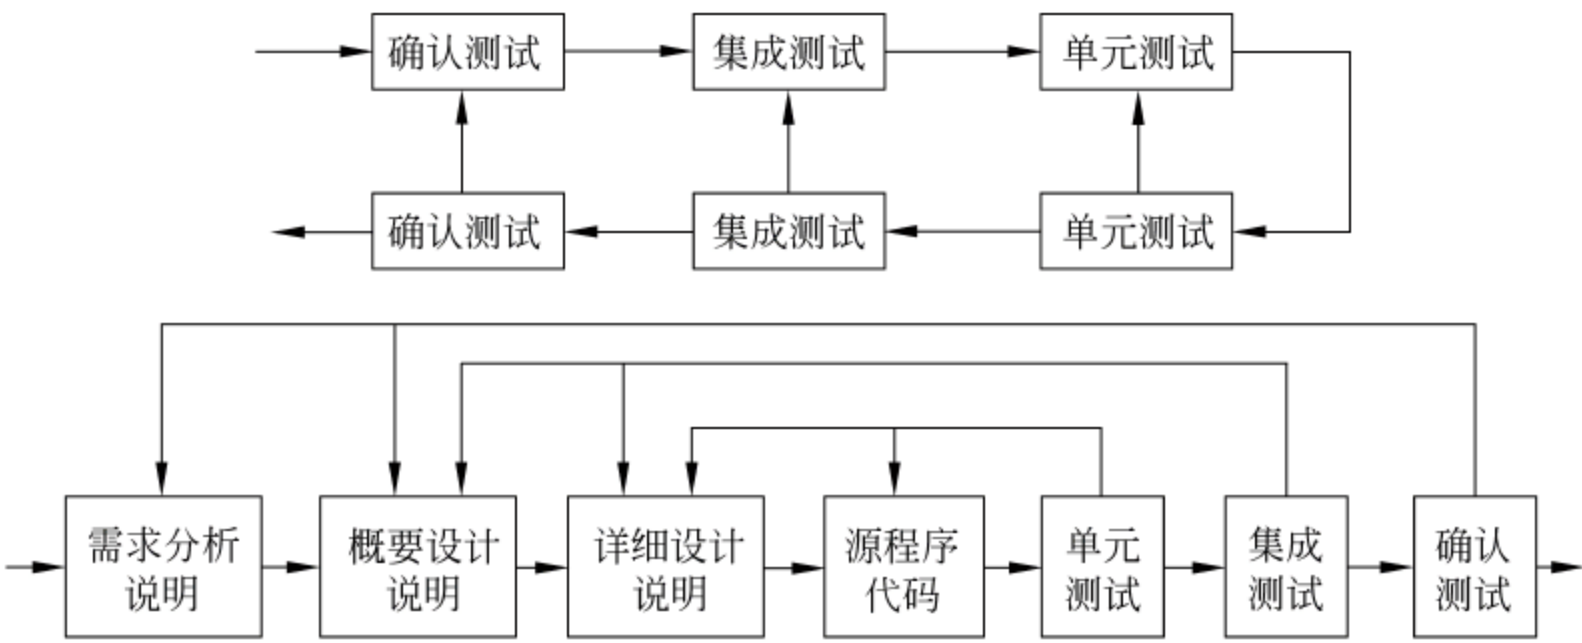 确认测试
集成测试
单元测试
确认测试
集成测试
单元测试
需求分析
说明
概要设计
说明
详细设计
说明
源程序
代码
单元
测试
集成
测试
确认
测试